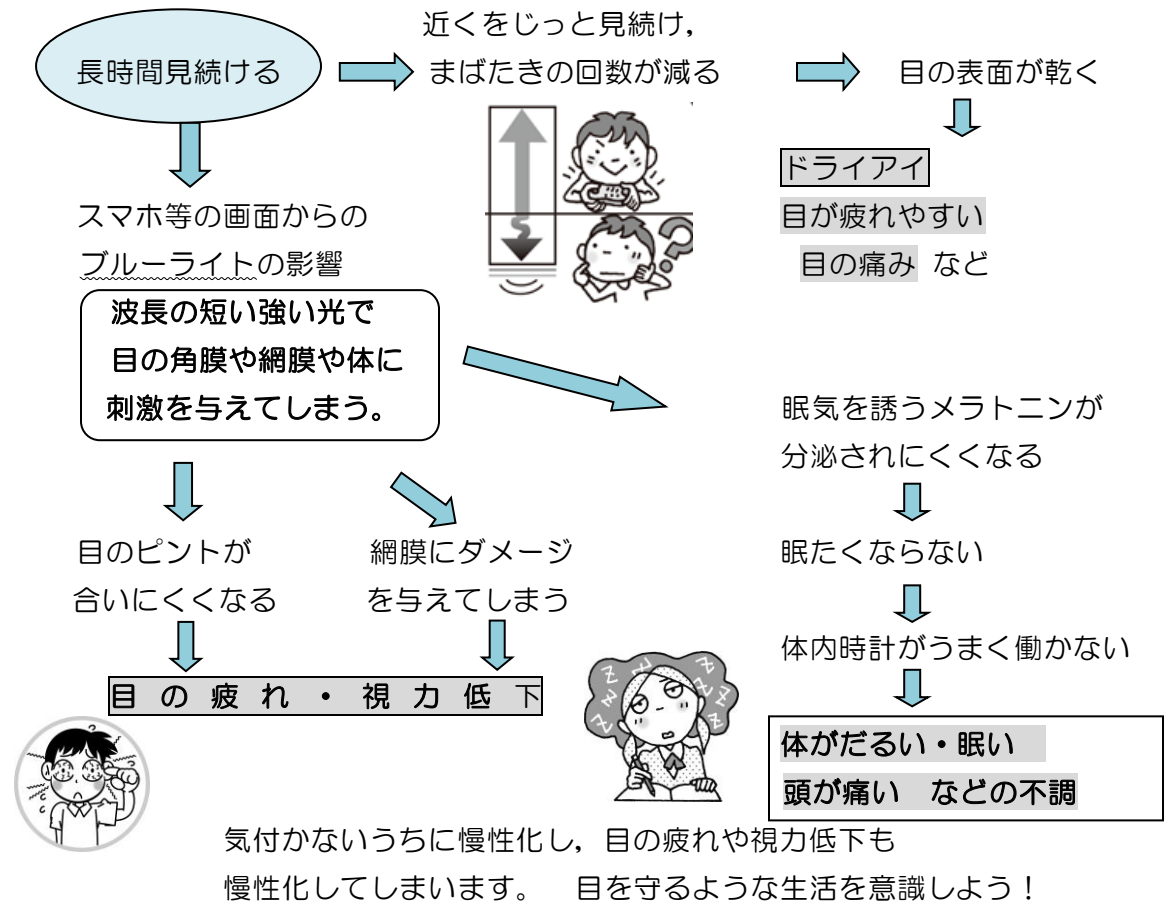 長時間見続ける
近くをじっと見続け，
まばたきの回数が減る
目の表面が乾く
ドライアイ
目が疲れやすい
目の痛み など
スマホ等の画面からの
ブルーライトの影響
波長の短い強い光で
目の角膜や網膜や体に
刺激を与えてしまう。
眠気を誘うメラトニンが
分泌されにくくなる
眠たくならない
体内時計がうまく働かない
体がだるい・眠い
頭が痛い　などの不調
目のピントが
合いにくくなる
網膜にダメージ
を与えてしまう
目の疲れ・視力低下
気付かないうちに慢性化し，目の疲れや視力低下も
慢性化してしまいます。　目を守るような生活を意識しよう！